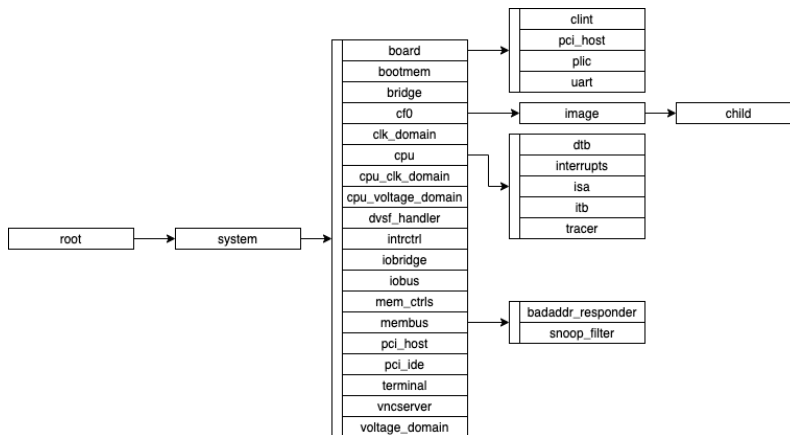 root
system
board
bootmem
bridge
cf0
clk_domain
cpu
cpu_clk_domain
cpu_voltage_domain
dvsf_handler
intrctrl
iobridge
iobus
mem_ctrls
membus
pci_host
pci_ide
terminal
vncserver
voltage_domain
clint
pci_host
plic
uart
image
child
dtb
interrupts
isa
itb
tracer
badaddr_responder
snoop_filter